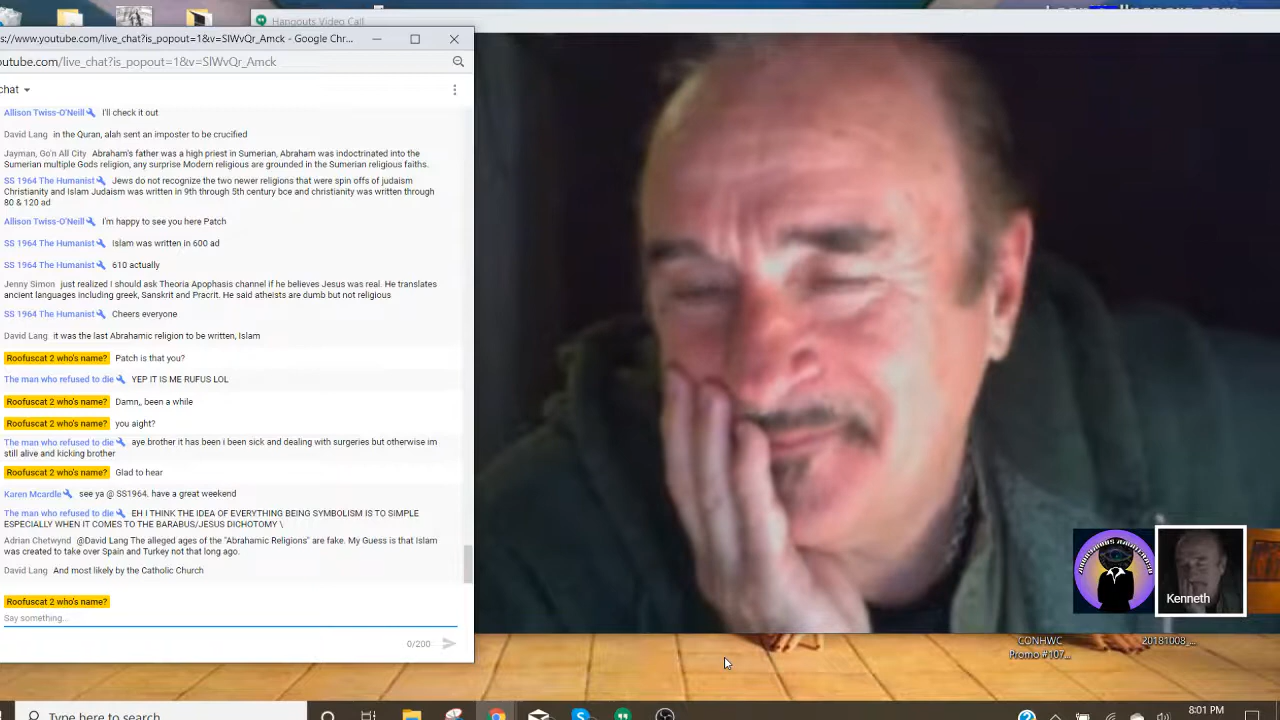 Hangouts Video Call
s://www.youtube.com/live_chat?is_popout=1&v=SlWvQr_Amck - Google Chr...
outube.com/live_chat?is_popout=1&v=SlWvQr_Amck
chat
Allison Twiss-O'Neill I'll check it out
David Lang in the Quran, alah sent an imposter to be crucified
Jayman, Go'n All City Abraham's father was a high priest in Sumerian, Abraham was indoctrinated into the
Sumerian multiple Gods religion, any surprise Modern religious are grounded in the Sumerian religious faiths.
SS 1964 The Humanist Jews do not recognize the two newer religions that were spin offs of judaism
Christianity and Islam Judaism was written in 9th through 5th century bce and christianity was written through
80 & 120 ad
Allison Twiss-O'Neill I'm happy to see you here Patch
SS 1964 The Humanist Islam was written in 600 ad
SS 1964 The Humanist 610 actually
Jenny Simon just realized I should ask Theoria Apophasis channel if he believes Jesus was real. He translates
ancient languages including greek, Sanskrit and Pracrit. He said atheists are dumb but not religious
SS 1964 The Humanist Cheers everyone
David Lang it was the last Abrahamic religion to be written, Islam
Roofuscat 2 who's name? Patch is that you?
The man who refused to die YEP IT IS ME RUFUS LOL
Roofuscat 2 who's name? Damn,, been a while
Roofuscat 2 who's name? you aight?
The man who refused to die aye brother it has been i been sick and dealing with surgeries but otherwise im
still alive and kicking brother
Roofuscat 2 who's name? Glad to hear
Karen Mcardle see ya @ SS1964. have a great weekend
The man who refused to die EH I THINK THE IDEA OF EVERYTHING BEING SYMBOLISM IS TO SIMPLE
ESPECIALLY WHEN IT COMES TO THE BARABUS/JESUS DICHOTOMY \
Adrian Chetwynd @David Lang The alleged ages of the "Abrahamic Religions" are fake. My Guess is that Islam
was created to take over Spain and Turkey not that long ago.
David Lang And most likely by the Catholic Church
Roofuscat 2 who's name?
Say something...
0/200
Kenneth
CONHWC
Promo #107...
20181008_...
Type here to search
8:01 PM